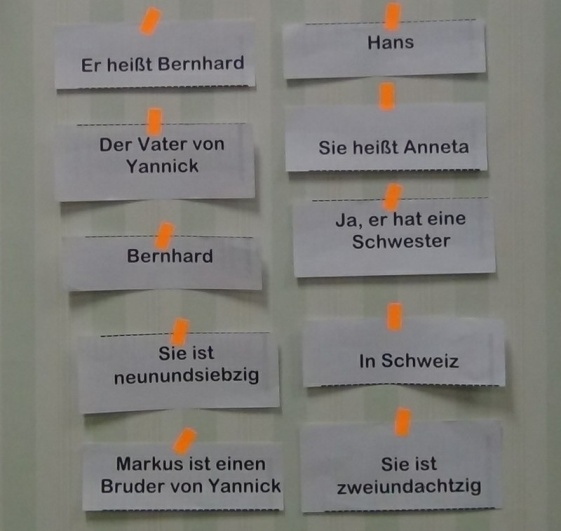 Er heißt Bernhard
Der Vater von
Yannick
Bernhard
Sie ist
neunundsiebzig
Markus ist einen
Bruder von Yannick
Hans
Sie heißt Anneta
Ja, er hat eine
Schwester
In Schweiz
Sie ist
zweiundachtzig